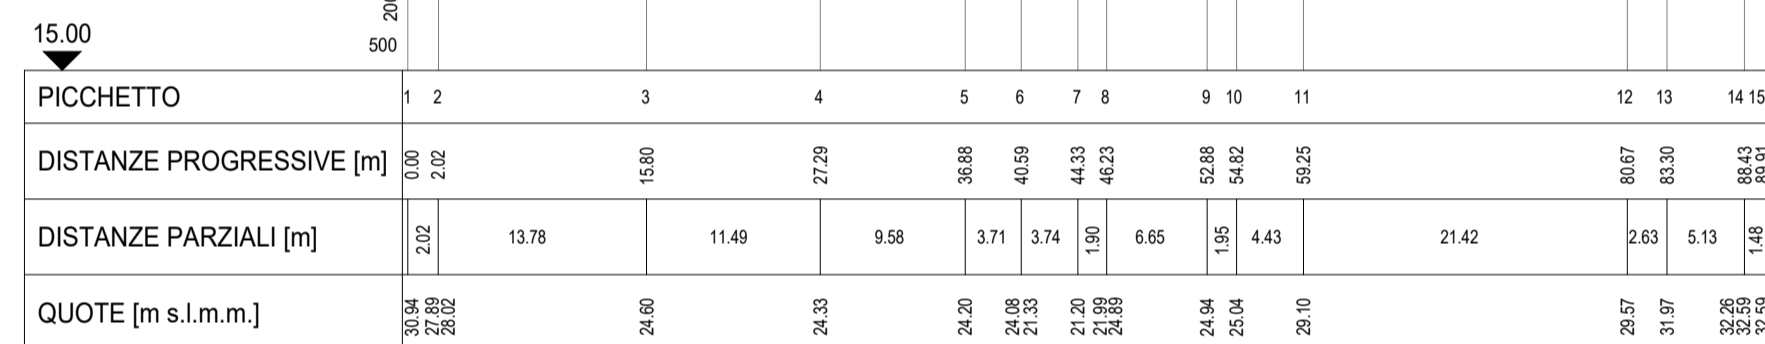 200
15.00
500
PICCHETTO 1 2 3 4 5 6 7 8 9 10 11 12 13 14 15
DISTANZE PROGRESSIVE [m] 0.00 2.02 15.80 27.29 36.88 40.59 44.33 46.23 52.88 54.82 59.25 80.67 83.30 88.43 89.91
DISTANZE PARZIALI [m] 2.02 13.78 11.49 9.58 3.71 3.74 1.90 6.65 1.95 4.43 21.42 2.63 5.13 1.48
QUOTE [m s.l.m.m.] 30.94 27.89 28.02 24.60 24.33 24.20 24.08 21.33 21.20 21.99 24.89 24.94 25.04 29.10 29.57 31.97 32.26 32.59